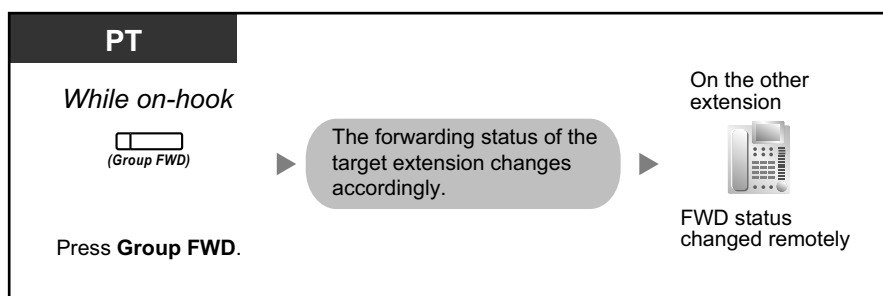 PT
While on-hook
(Group FWD)
Press Group FWD.
The forwarding status of the
target extension changes
accordingly.
On the other
extension
FWD status
changed remotely